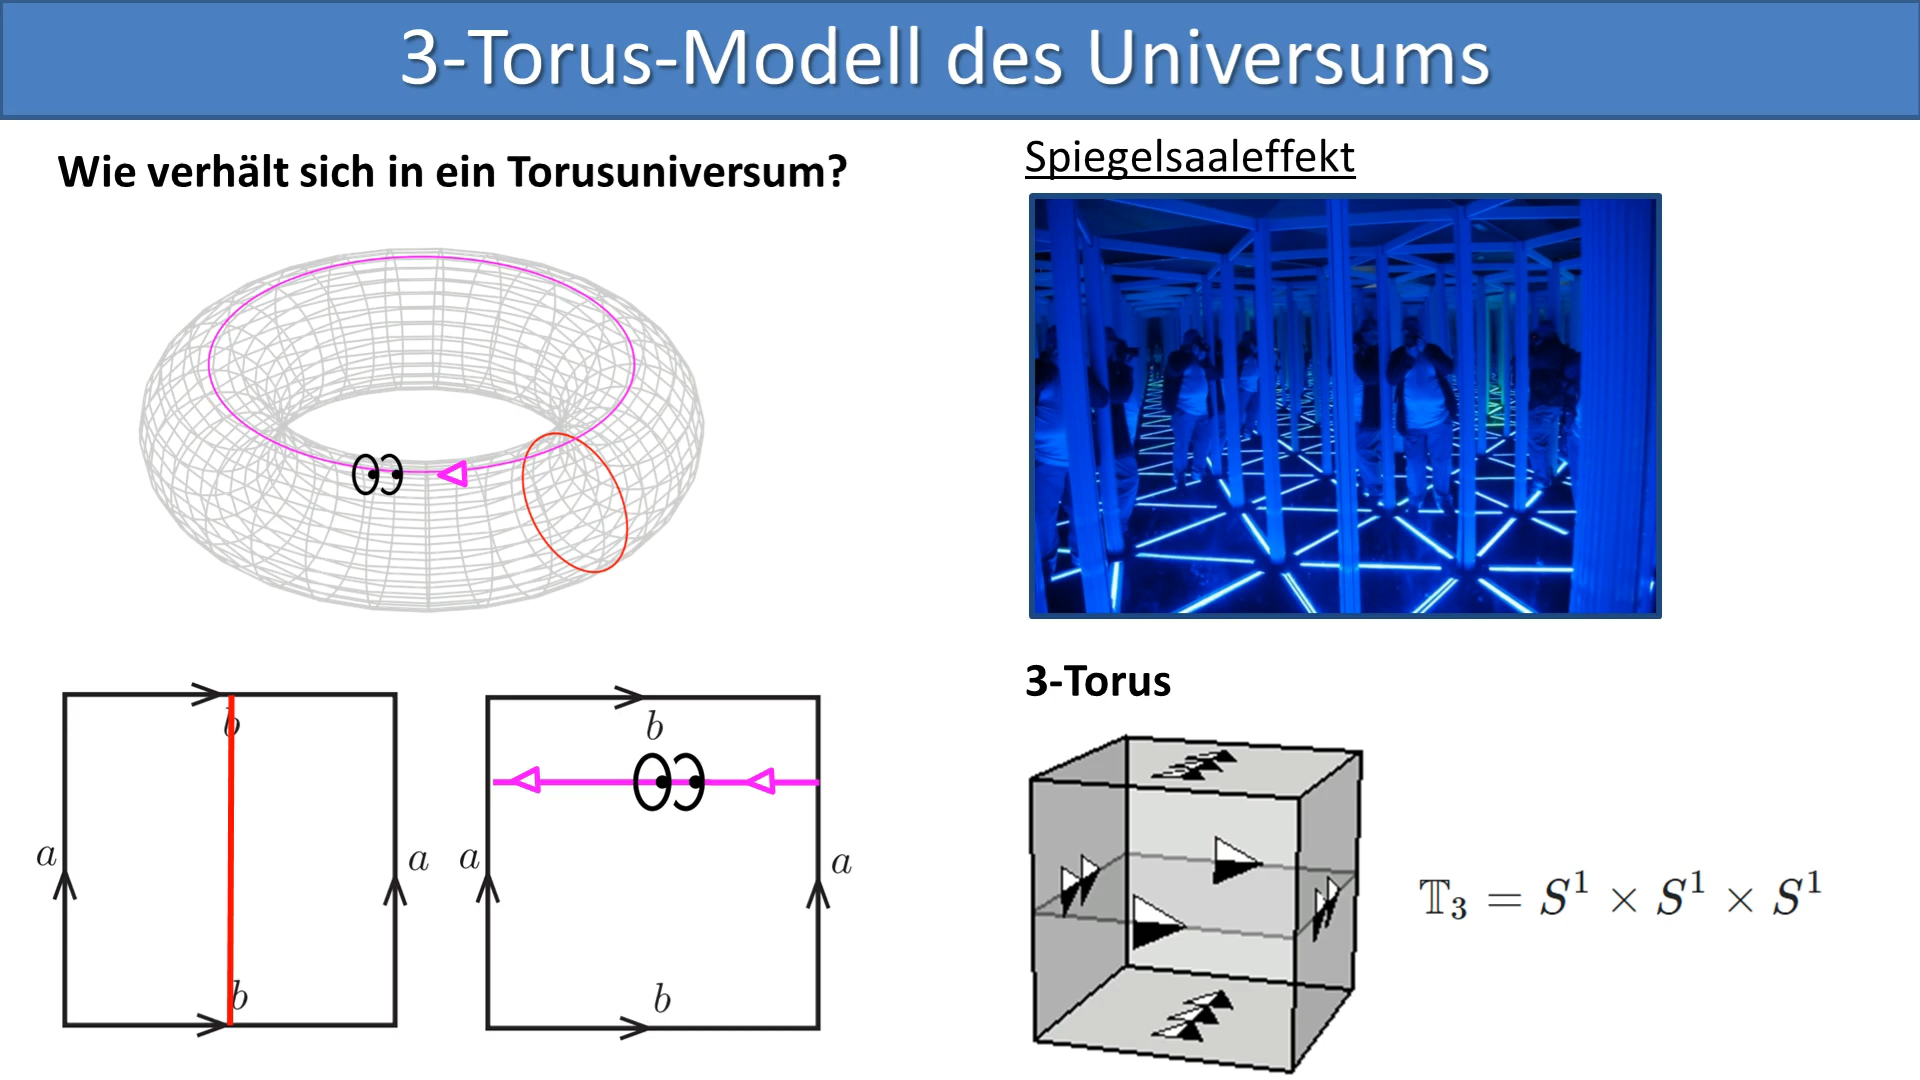 3-Torus-Modell des Universums
Wie verhält sich in ein Torusuniversum?
Spiegelsaaleffekt
b
a
a
b
b
a
a
b
3-Torus
𝕋₃ = S¹ × S¹ × S¹